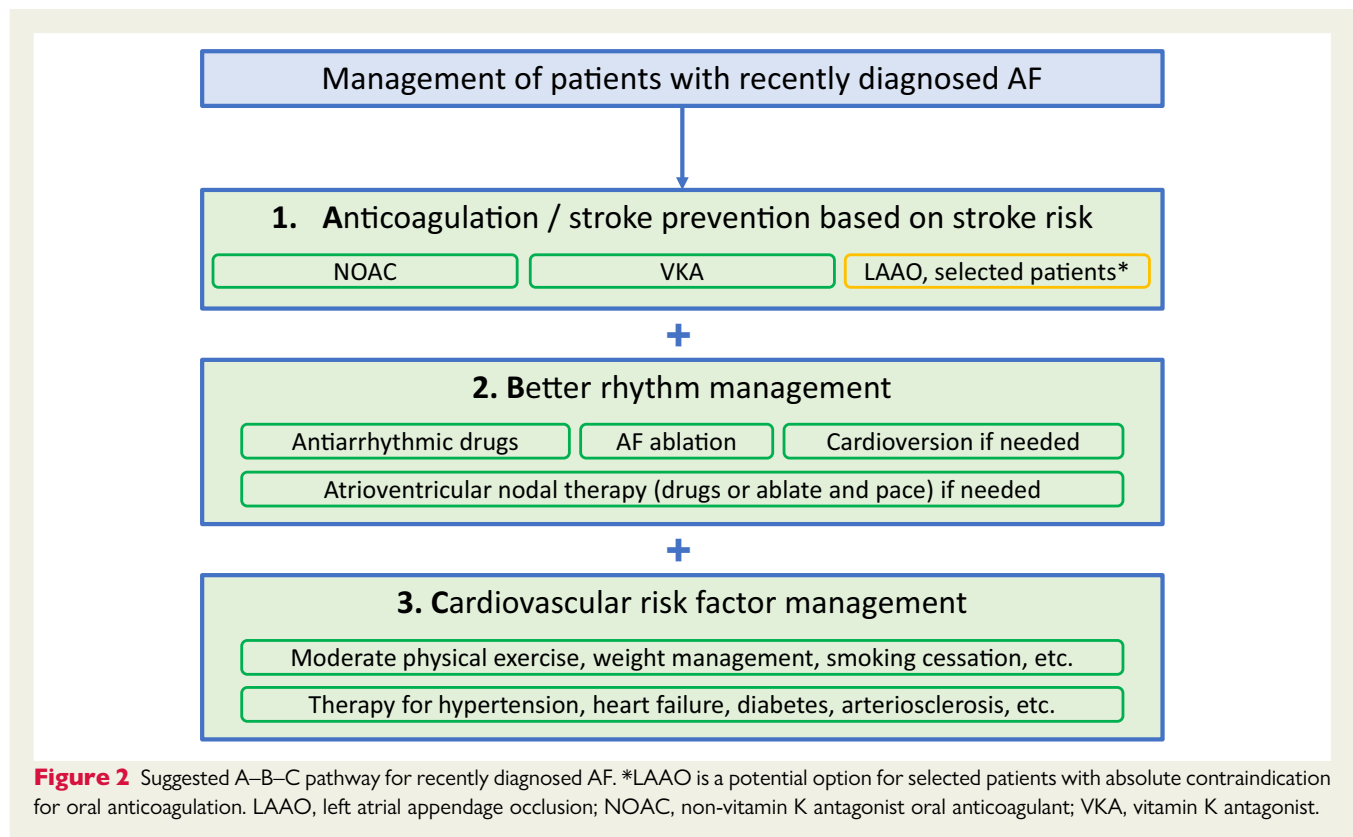 Management of patients with recently diagnosed AF
1. Anticoagulation / stroke prevention based on stroke risk
NOAC
VKA
LAAO, selected patients*
+
2. Better rhythm management
Antiarrhythmic drugs
AF ablation
Cardioversion if needed
Atrioventricular nodal therapy (drugs or ablate and pace) if needed
+
3. Cardiovascular risk factor management
Moderate physical exercise, weight management, smoking cessation, etc.
Therapy for hypertension, heart failure, diabetes, arteriosclerosis, etc.
Figure 2 Suggested A–B–C pathway for recently diagnosed AF. *LAAO is a potential option for selected patients with absolute contraindication
for oral anticoagulation. LAAO, left atrial appendage occlusion; NOAC, non-vitamin K antagonist oral anticoagulant; VKA, vitamin K antagonist.